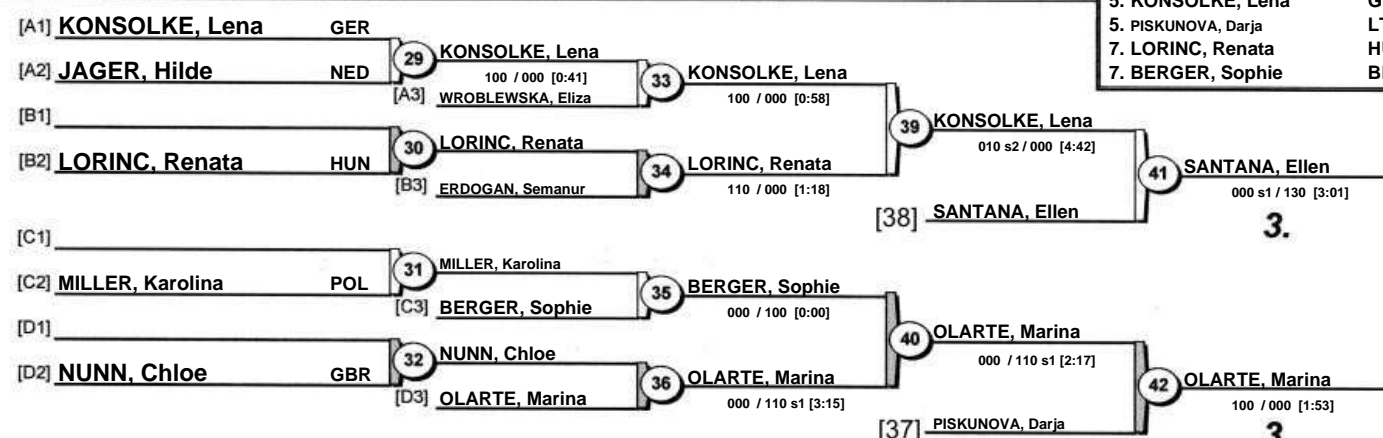 5. KONSOLKE, Lena G
5. PISKUNOVA, Darja LT
7. LORINC, Renata HU
7. BERGER, Sophie
[A1] KONSOLKE, Lena GER
29
KONSOLKE, Lena
100 / 000 [0:41]
[A2] JAGER, Hilde NED
[A3] WROBLEWSKA, Eliza
33
KONSOLKE, Lena
100 / 000 [0:58]
[B1]
[B2] LORINC, Renata HUN
30
LORINC, Renata
[B3] ERDOGAN, Semanur
34
LORINC, Renata
110 / 000 [1:18]
39
KONSOLKE, Lena
010 s2 / 000 [4:42]
[38] SANTANA, Ellen
41
SANTANA, Ellen
000 s1 / 130 [3:01]
3.
[C1]
[C2] MILLER, Karolina POL
31
MILLER, Karolina
[C3] BERGER, Sophie
35
BERGER, Sophie
000 / 100 [0:00]
[D1]
[D2] NUNN, Chloe GBR
32
NUNN, Chloe
[D3] OLARTE, Marina
36
OLARTE, Marina
000 / 110 s1 [3:15]
40
OLARTE, Marina
000 / 110 s1 [2:17]
[37] PISKUNOVA, Darja
42
OLARTE, Marina
100 / 000 [1:53]
3